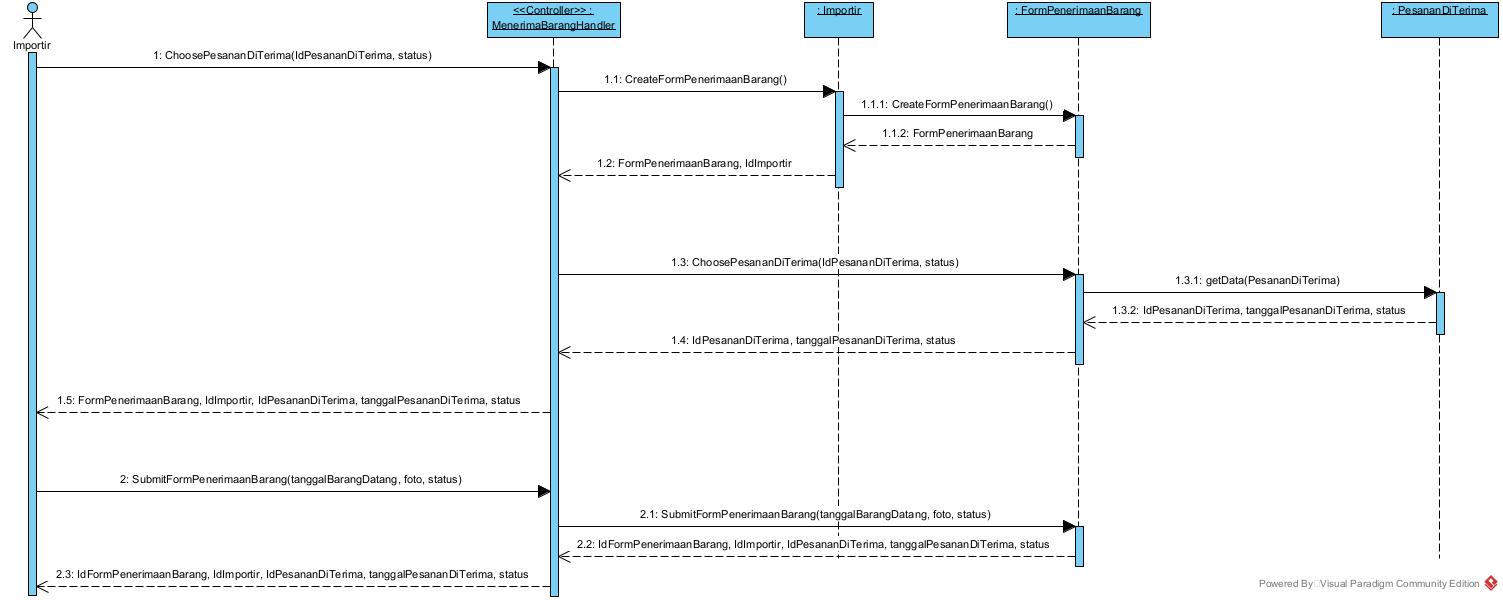 Importir
<<Controller>> :
MenerimaBarangHandler
: Importir
: FormPenerimaanBarang
: PesananDiTerima
1: ChoosePesananDiTerima(IdPesananDiTerima, status)
1.1: CreateFormPenerimaanBarang()
1.1.1: CreateFormPenerimaanBarang()
1.1.2: FormPenerimaanBarang
1.2: FormPenerimaanBarang, IdImportir
1.3: ChoosePesananDiTerima(IdPesananDiTerima, status)
1.3.1: getData(PesananDiTerima)
1.3.2: IdPesananDiTerima, tanggalPesananDiTerima, status
1.4: IdPesananDiTerima, tanggalPesananDiTerima, status
1.5: FormPenerimaanBarang, IdImportir, IdPesananDiTerima, tanggalPesananDiTerima, status
2: SubmitFormPenerimaanBarang(tanggalBarangDatang, foto, status)
2.1: SubmitFormPenerimaanBarang(tanggalBarangDatang, foto, status)
2.2: IdFormPenerimaanBarang, IdImportir, IdPesananDiTerima, tanggalPesananDiTerima, status
2.3: IdFormPenerimaanBarang, IdImportir, IdPesananDiTerima, tanggalPesananDiTerima, status
Powered By Visual Paradigm Community Edition